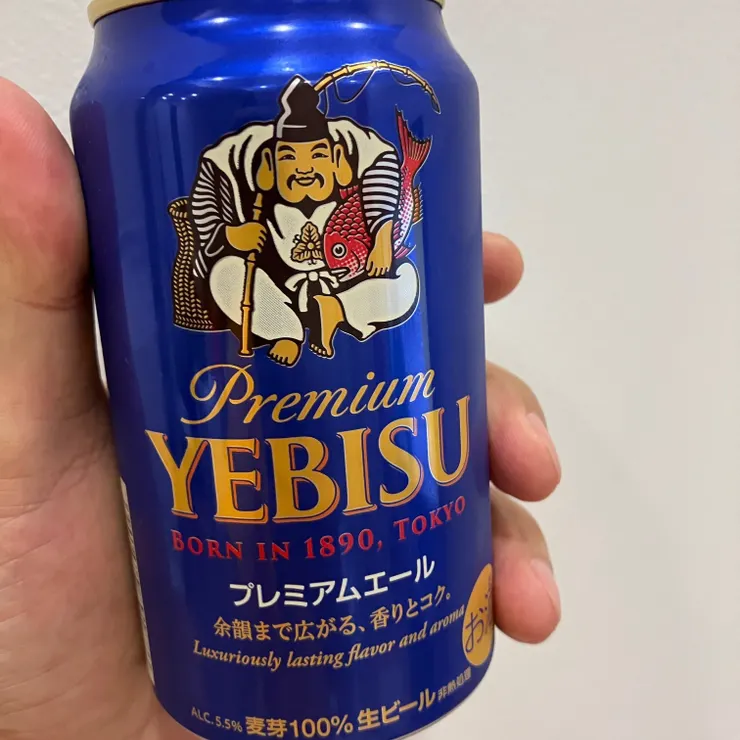 Premium
YEBISU
BORN IN 1890, TOKYO
プレミアムエール
余韻まで広がる、香りとコク。
Luxuriously lasting flavor and aroma
お
ALC.5.5% 麦芽100% 生ビール 非熱処理